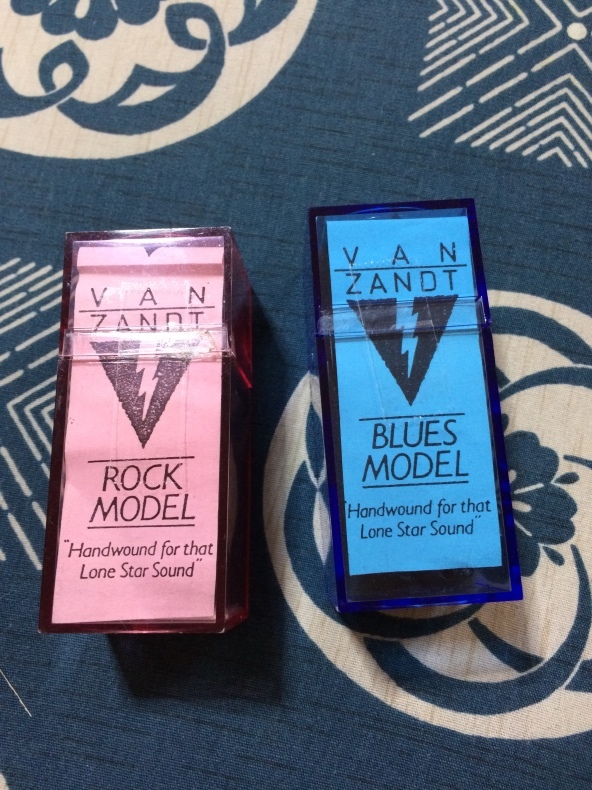 VAN
ZANDT
ROCK
MODEL
"Handwound for that
Lone Star Sound"
VAN
ZANDT
BLUES
MODEL
"Handwound for that
Lone Star Sound"